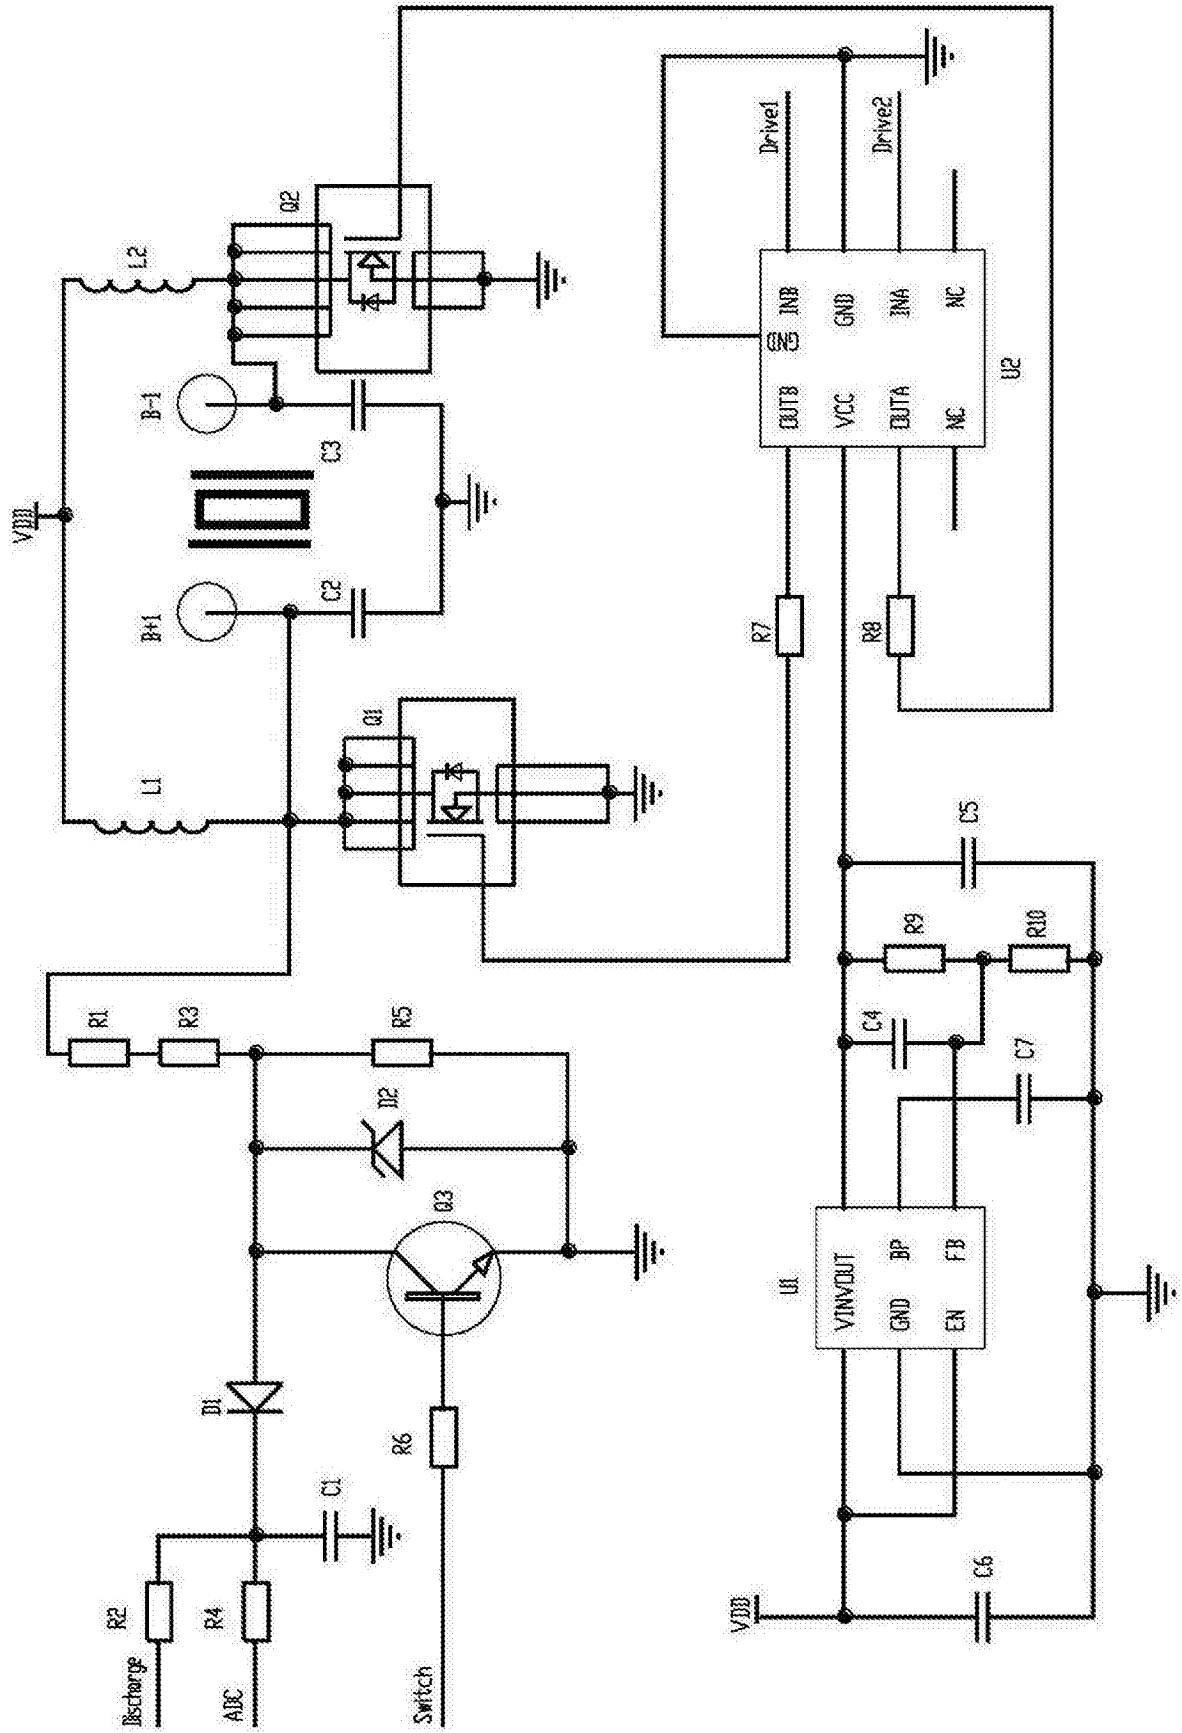 Discharge
R2
ADC
R4
Switch
C1
D1
R6
Q3
D2
R1
R3
R5
VDD
L1
Q1
B+1
C2
B-1
C3
L2
Q2
VDD
C6
U1
VINVOUT
GND
BP
EN
FB
C4
C7
R9
R10
C5
R7
R8
OUTB
GND
INB
VCC
GND
OUTA
INA
NC
NC
U2
Drive1
Drive2